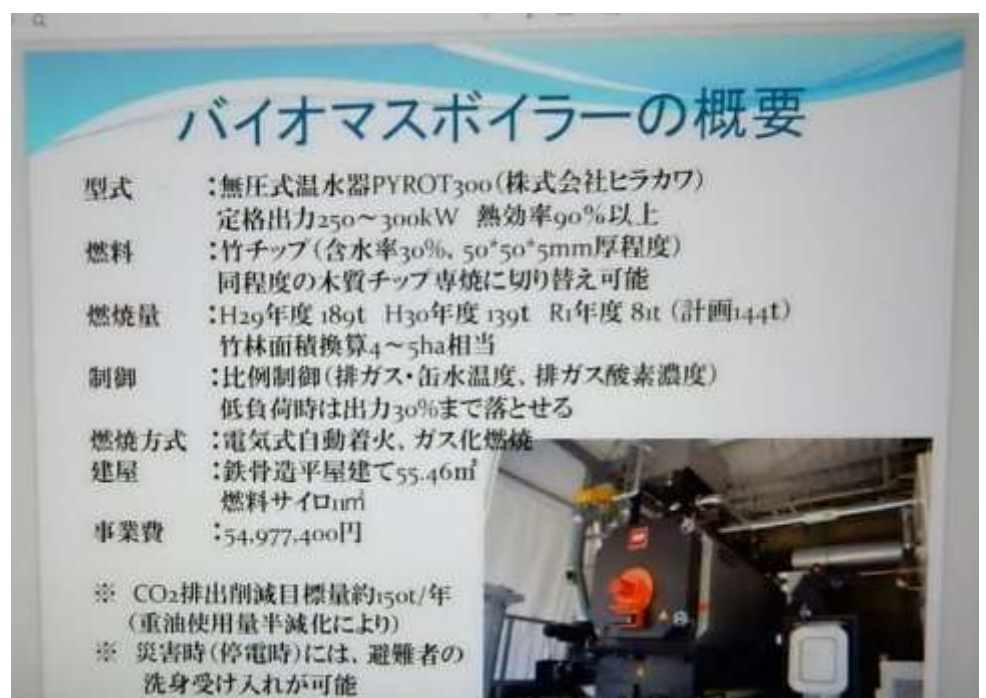 バイオマスボイラーの概要
型式 :無圧式温水器PYROT300(株式会社ヒラカワ)
定格出力250～300kW 熱効率90%以上
燃料 :竹チップ(含水率30%、50*50*5mm厚程度)
同程度の木質チップ専焼に切り替え可能
燃焼量 :H29年度 189t H30年度 139t R1年度 81t (計画144t)
竹林面積換算4～5ha相当
制御 :比例制御(排ガス・缶水温度、排ガス酸素濃度)
低負荷時は出力30%まで落とせる
燃焼方式 :電気式自動着火、ガス化燃焼
建屋 :鉄骨造平屋建て55.46㎡
燃料サイロ11㎥
事業費 :54,977,400円
※ CO2排出削減目標量約150t/年
(重油使用量半減化により)
※ 災害時(停電時)には、避難者の
洗身受け入れが可能